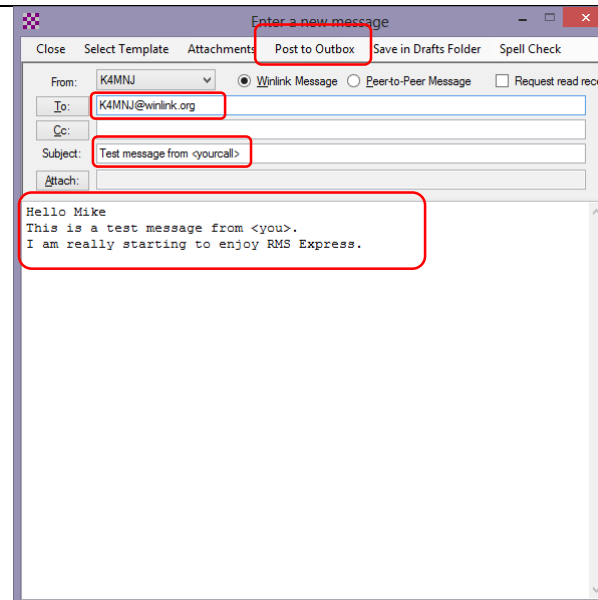 Enter a new message
Close Select Template Attachments Post to Outbox Save in Drafts Folder Spell Check
From: K4MNJ Winlink Message Peer-to-Peer Message Request read rece
To: K4MNJ@winlink.org
Cc:
Subject: Test message from <yourcall>
Attach:
Hello Mike
This is a test message from <you>.
I am really starting to enjoy RMS Express.